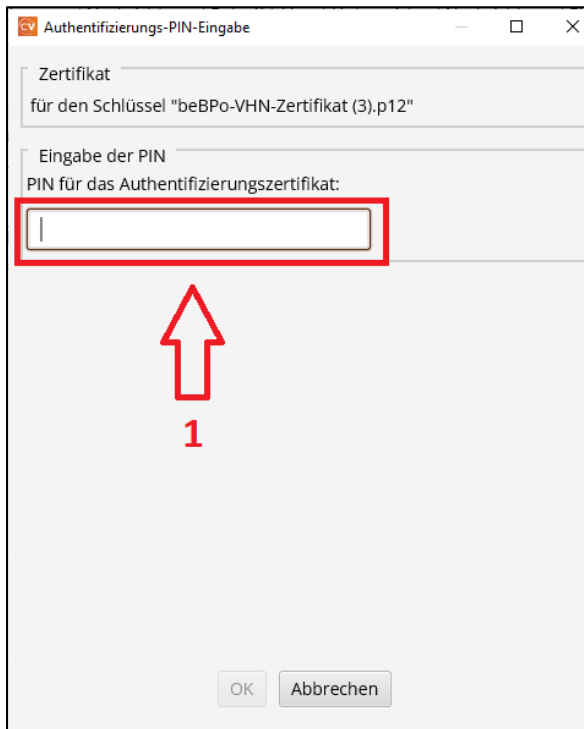 CV Authentifizierungs-PIN-Eingabe
Zertifikat
für den Schlüssel "beBPo-VHN-Zertifikat (3).p12"
Eingabe der PIN
PIN für das Authentifizierungszertifikat:
1
OK Abbrechen